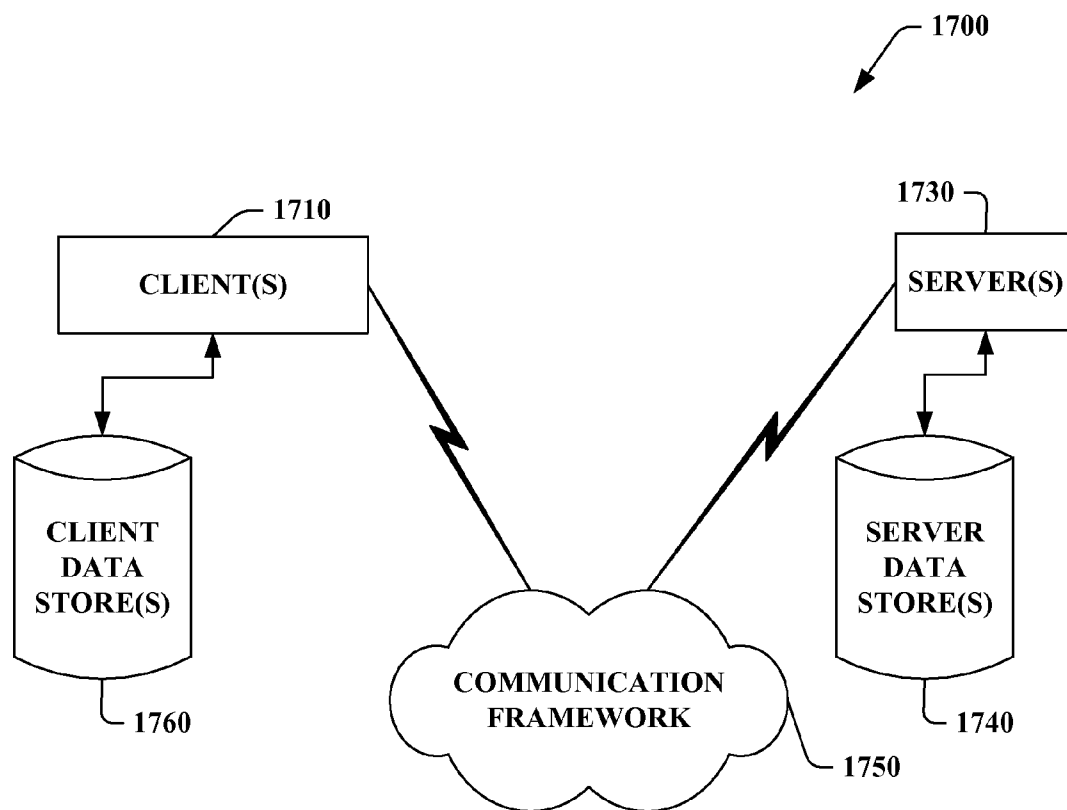 1700
1710
1730
CLIENT(S)
SERVER(S)
CLIENT
DATA
STORE(S)
SERVER
DATA
STORE(S)
COMMUNICATION
FRAMEWORK
1760
1740
1750